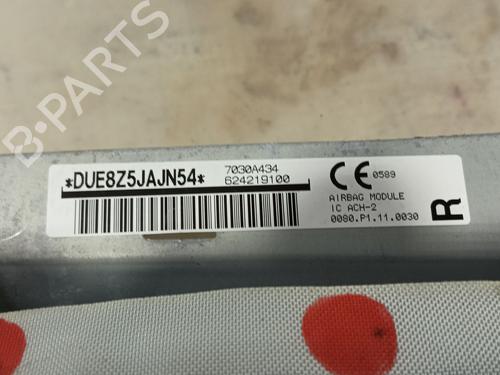 B-PARTS
*DUE8Z5JAJN54*
7030A434
624219100
CE 0589
AIRBAG MODULE
IC ACH-2
0080.P1.11.0030
R